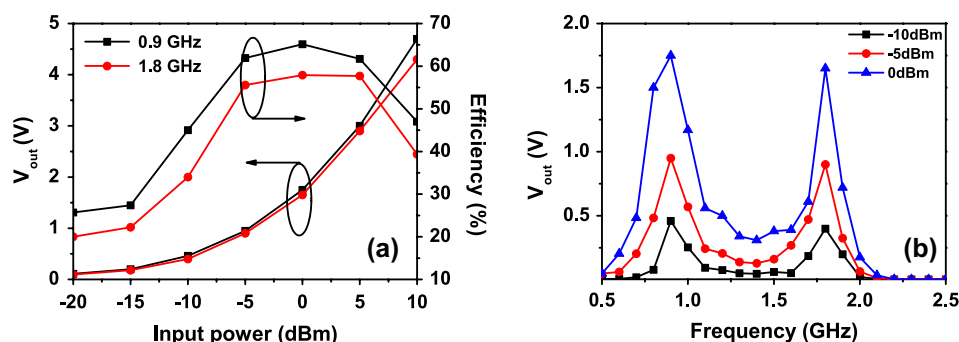 5
4
3
2
1
0
V_out (V)
0.9 GHz
1.8 GHz
(a)
70
60
50
40
30
20
10
Efficiency (%)
-20 -15 -10 -5 0 5 10
Input power (dBm)
2.0
1.5
1.0
0.5
V_out (V)
-10dBm
-5dBm
0dBm
(b)
0.5 1.0 1.5 2.0 2.5
Frequency (GHz)